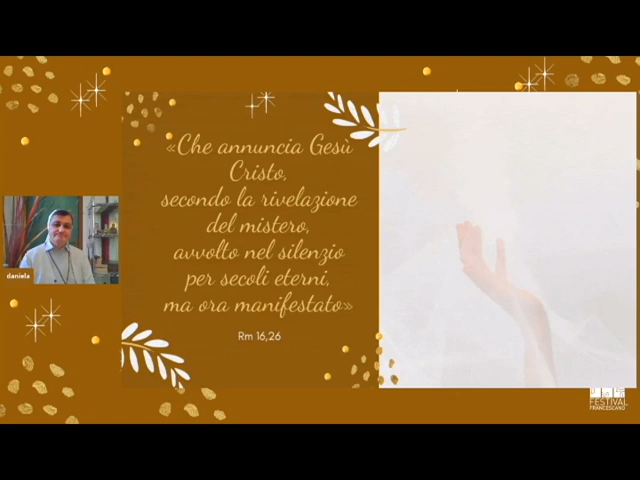 «Che annuncia Gesù
Cristo,
secondo la rivelazione
del mistero,
avvolto nel silenzio
per secoli eterni,
ma ora manifestato»
Rm 16,26
daniela
FESTIVAL
FRANCESCANO